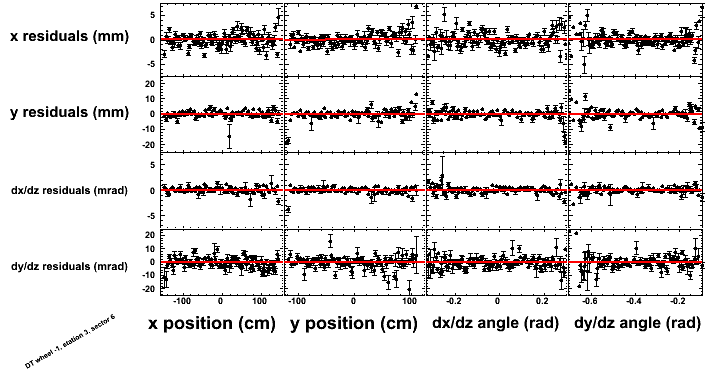 x residuals (mm)
5
0
-5
y residuals (mm)
20
10
0
-10
-20
dx/dz residuals (mrad)
5
0
-5
dy/dz residuals (mrad)
20
10
0
-10
-20
-100 0 100 -100 0 100 -0.2 0 0.2 -0.6 -0.4 -0.2
x position (cm) y position (cm) dx/dz angle (rad) dy/dz angle (rad)
DT wheel -1, station 3, sector 6